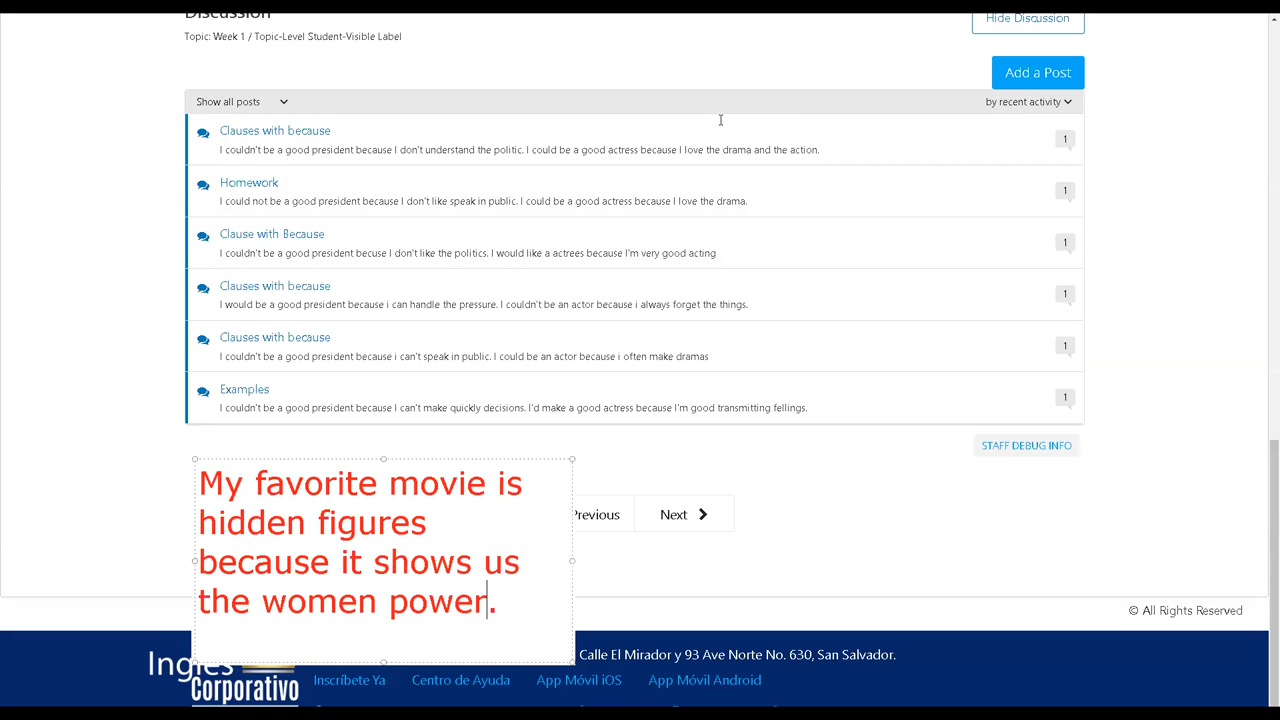 Discussion
Hide Discussion
Topic: Week 1 / Topic-Level Student-Visible Label
Add a Post
Show all posts
by recent activity
Clauses with because
I couldn't be a good president because I don't understand the politic. I could be a good actress because I love the drama and the action.
1
Homework
I could not be a good president because I don't like speak in public. I could be a good actress because I love the drama.
1
Clause with Because
I couldn't be a good president becuse I don't like the politics. I would like a actrees because I'm very good acting
1
Clauses with because
I would be a good president because i can handle the pressure. I couldn't be an actor because i always forget the things.
1
Clauses with because
I couldn't be a good president because i can't speak in public. I could be an actor because i often make dramas
1
Examples
I couldn't be a good president because I can't make quickly decisions. I'd make a good actress because I'm good transmitting fellings.
1
STAFF DEBUG INFO
My favorite movie is
hidden figures
because it shows us
the women power.
Previous
Next
© All Rights Reserved
Calle El Mirador y 93 Ave Norte No. 630, San Salvador.
Inglés
Corporativo
Inscríbete Ya
Centro de Ayuda
App Móvil iOS
App Móvil Android